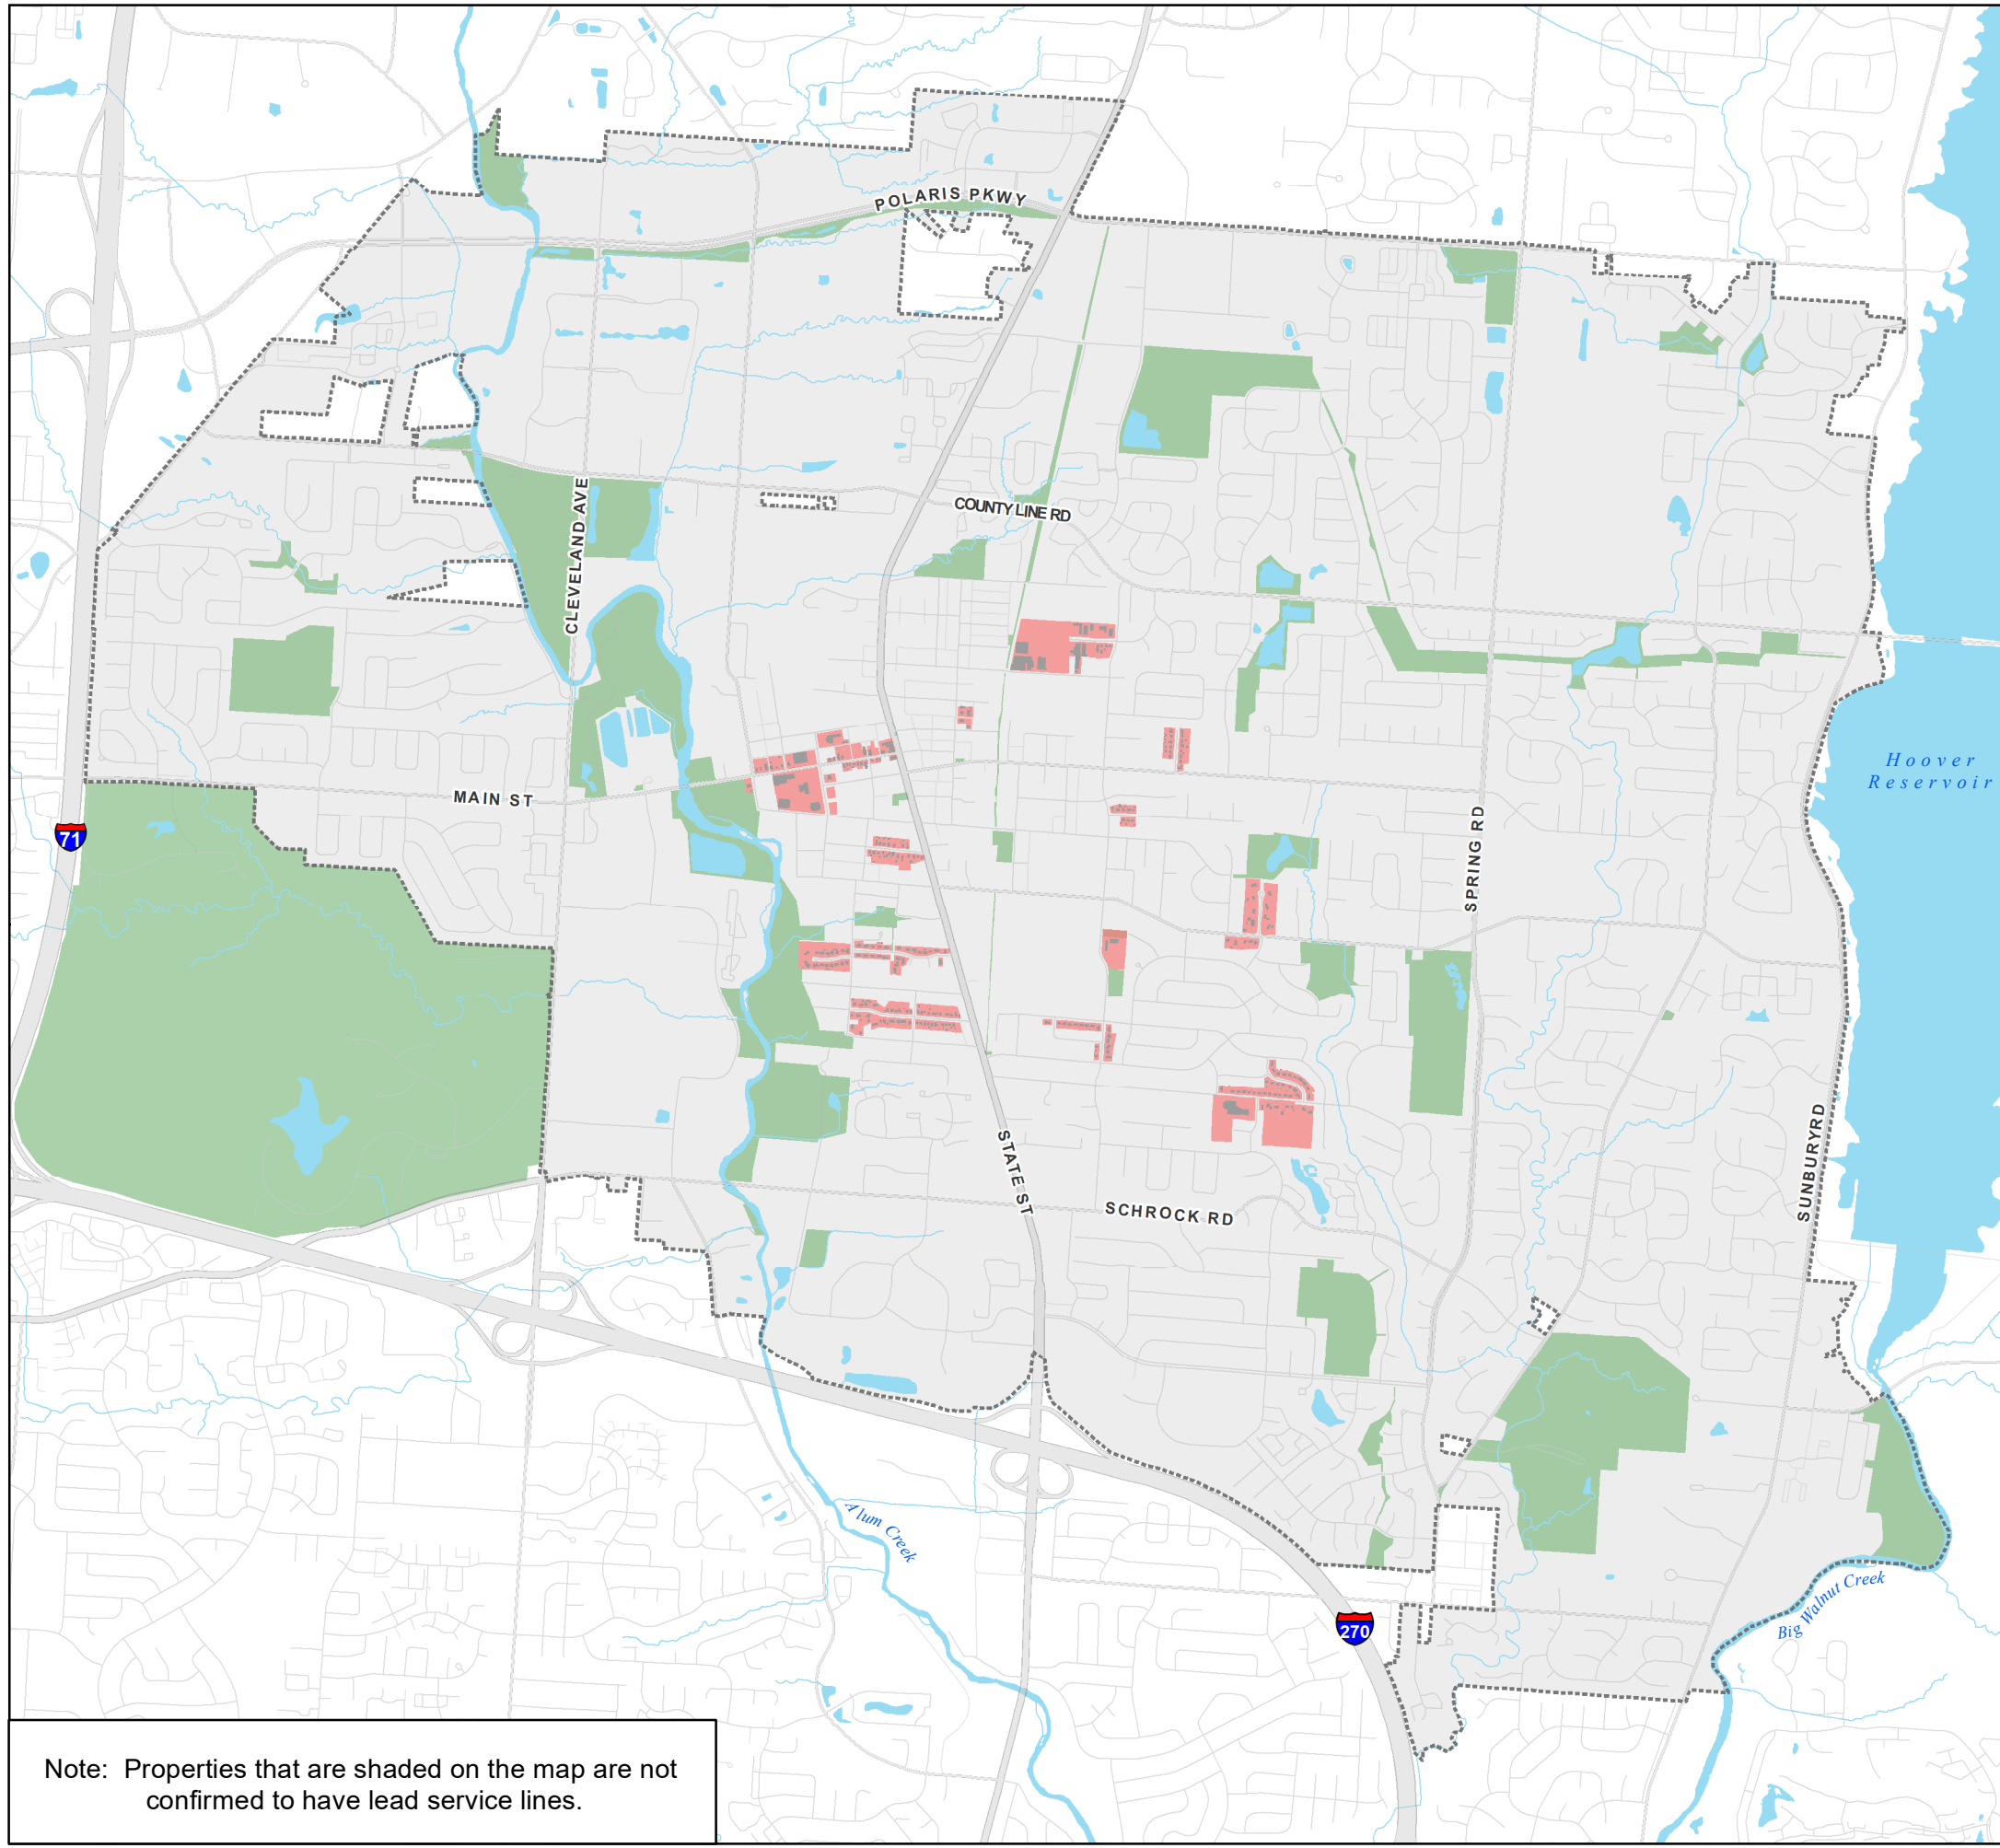 POLARIS PKWY
COUNTY LINE RD
CLEVELAND AVE
Hoover
Reservoir
MAIN ST
71
SPRING RD
STATE ST
SUNBURY RD
SCHROCK RD
Alum Creek
Big Walnut Creek
270
Note: Properties that are shaded on the map are not
confirmed to have lead service lines.